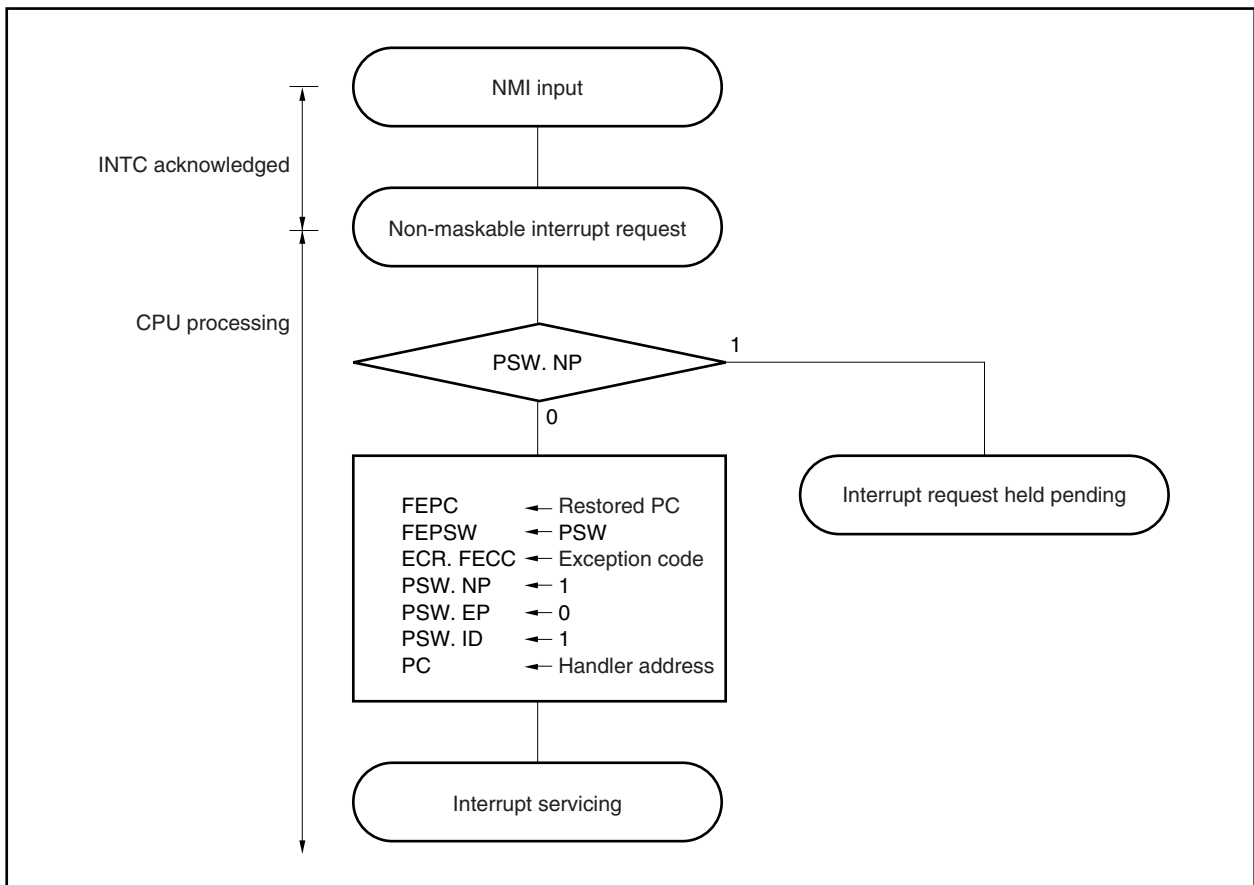 NMI input
INTC acknowledged
Non-maskable interrupt request
CPU processing
PSW. NP
1
0
FEPC ← Restored PC
FEPSW ← PSW
ECR. FECC ← Exception code
PSW. NP ← 1
PSW. EP ← 0
PSW. ID ← 1
PC ← Handler address
Interrupt request held pending
Interrupt servicing